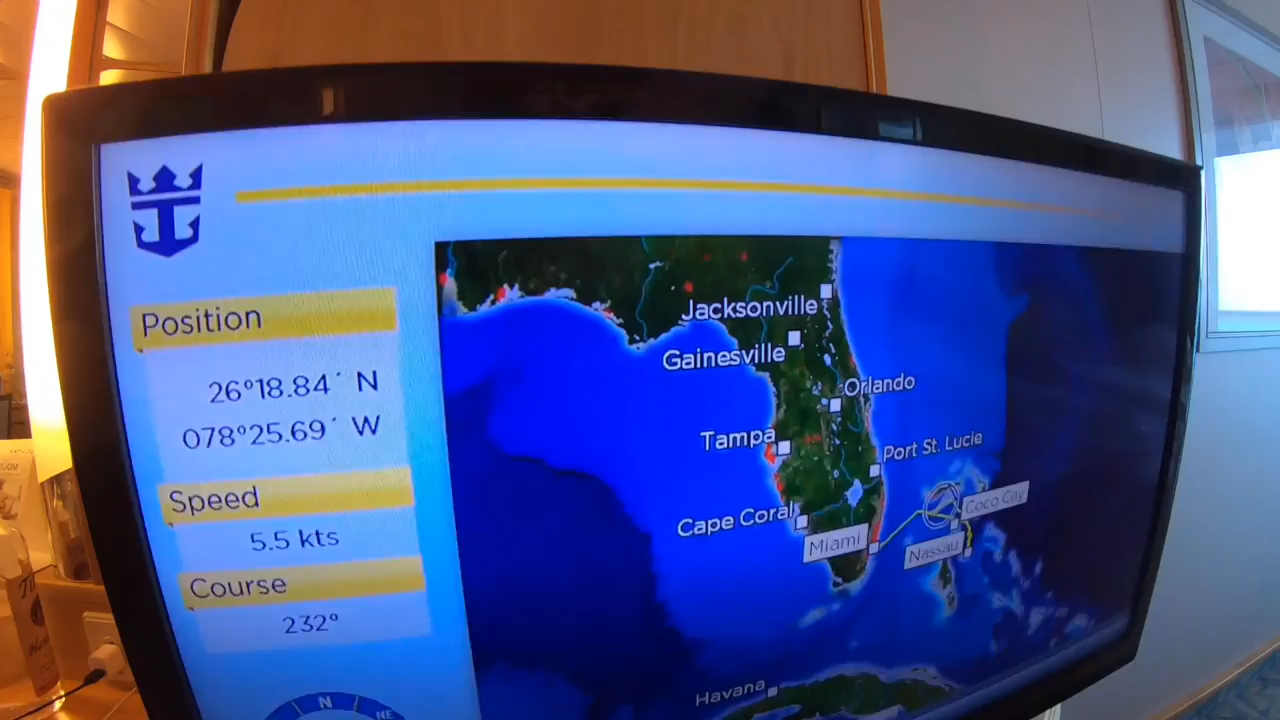 Position
26°18.84´ N
078°25.69´ W
Speed
5.5 kts
Course
232°
N
NE
Jacksonville
Gainesville
Orlando
Tampa
Port St. Lucie
Cape Coral
Coco Cay
Miami
Nassau
Havana